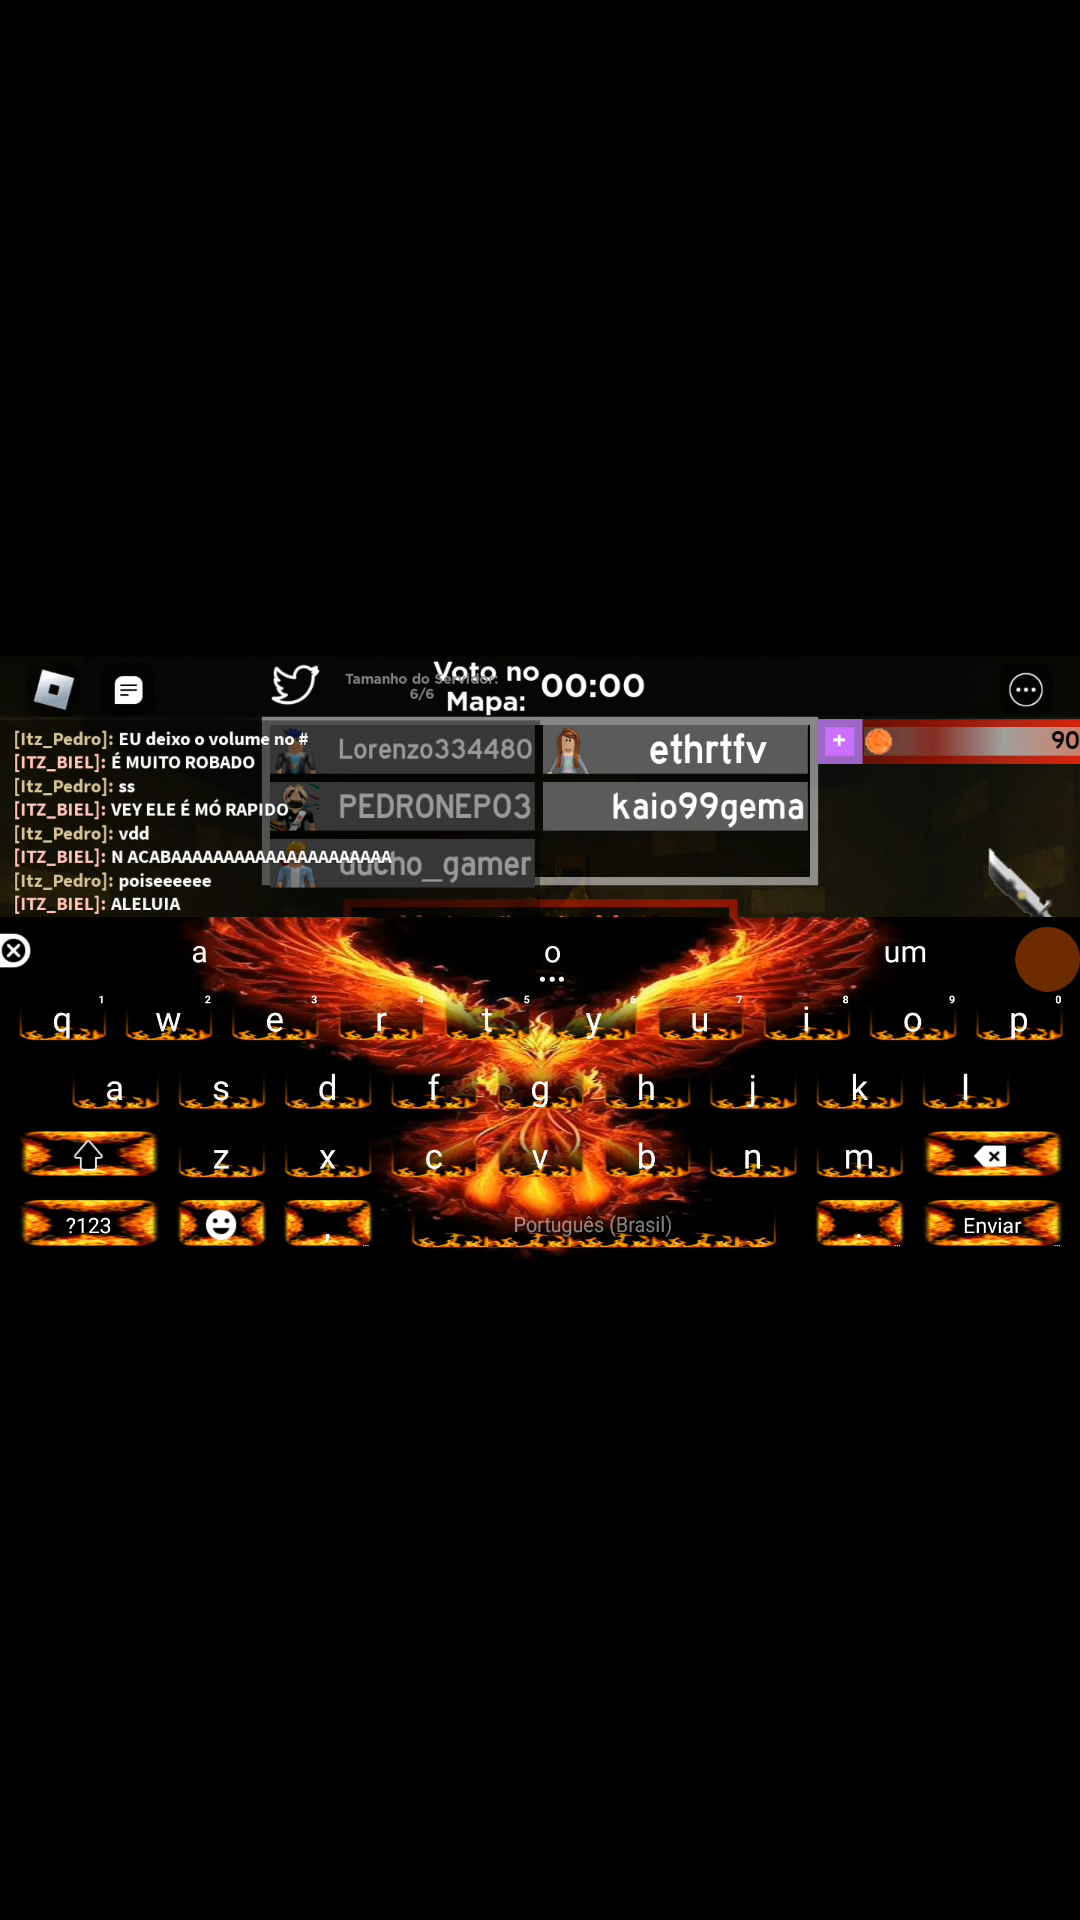 Voto no
Mapa:
00:00
Tamanho do Servidor:
6/6
90
Lorenzo334480
ethrtfv
PEDRONEP03
kaio99gema
ducho_gamer
[Itz_Pedro]: EU deixo o volume no #
[ITZ_BIEL]: É MUITO ROBADO
[Itz_Pedro]: ss
[ITZ_BIEL]: VEY ELE É MÓ RAPIDO
[Itz_Pedro]: vdd
[ITZ_BIEL]: N ACABAAAAAAAAAAAAAAAAAAAAA
[Itz_Pedro]: poiseeeeee
[ITZ_BIEL]: ALELUIA
a o um
1 2 3 4 5 6 7 8 9 0
q w e r t y u i o p
a s d f g h j k l
z x c v b n m
?123 , Português (Brasil) . Enviar